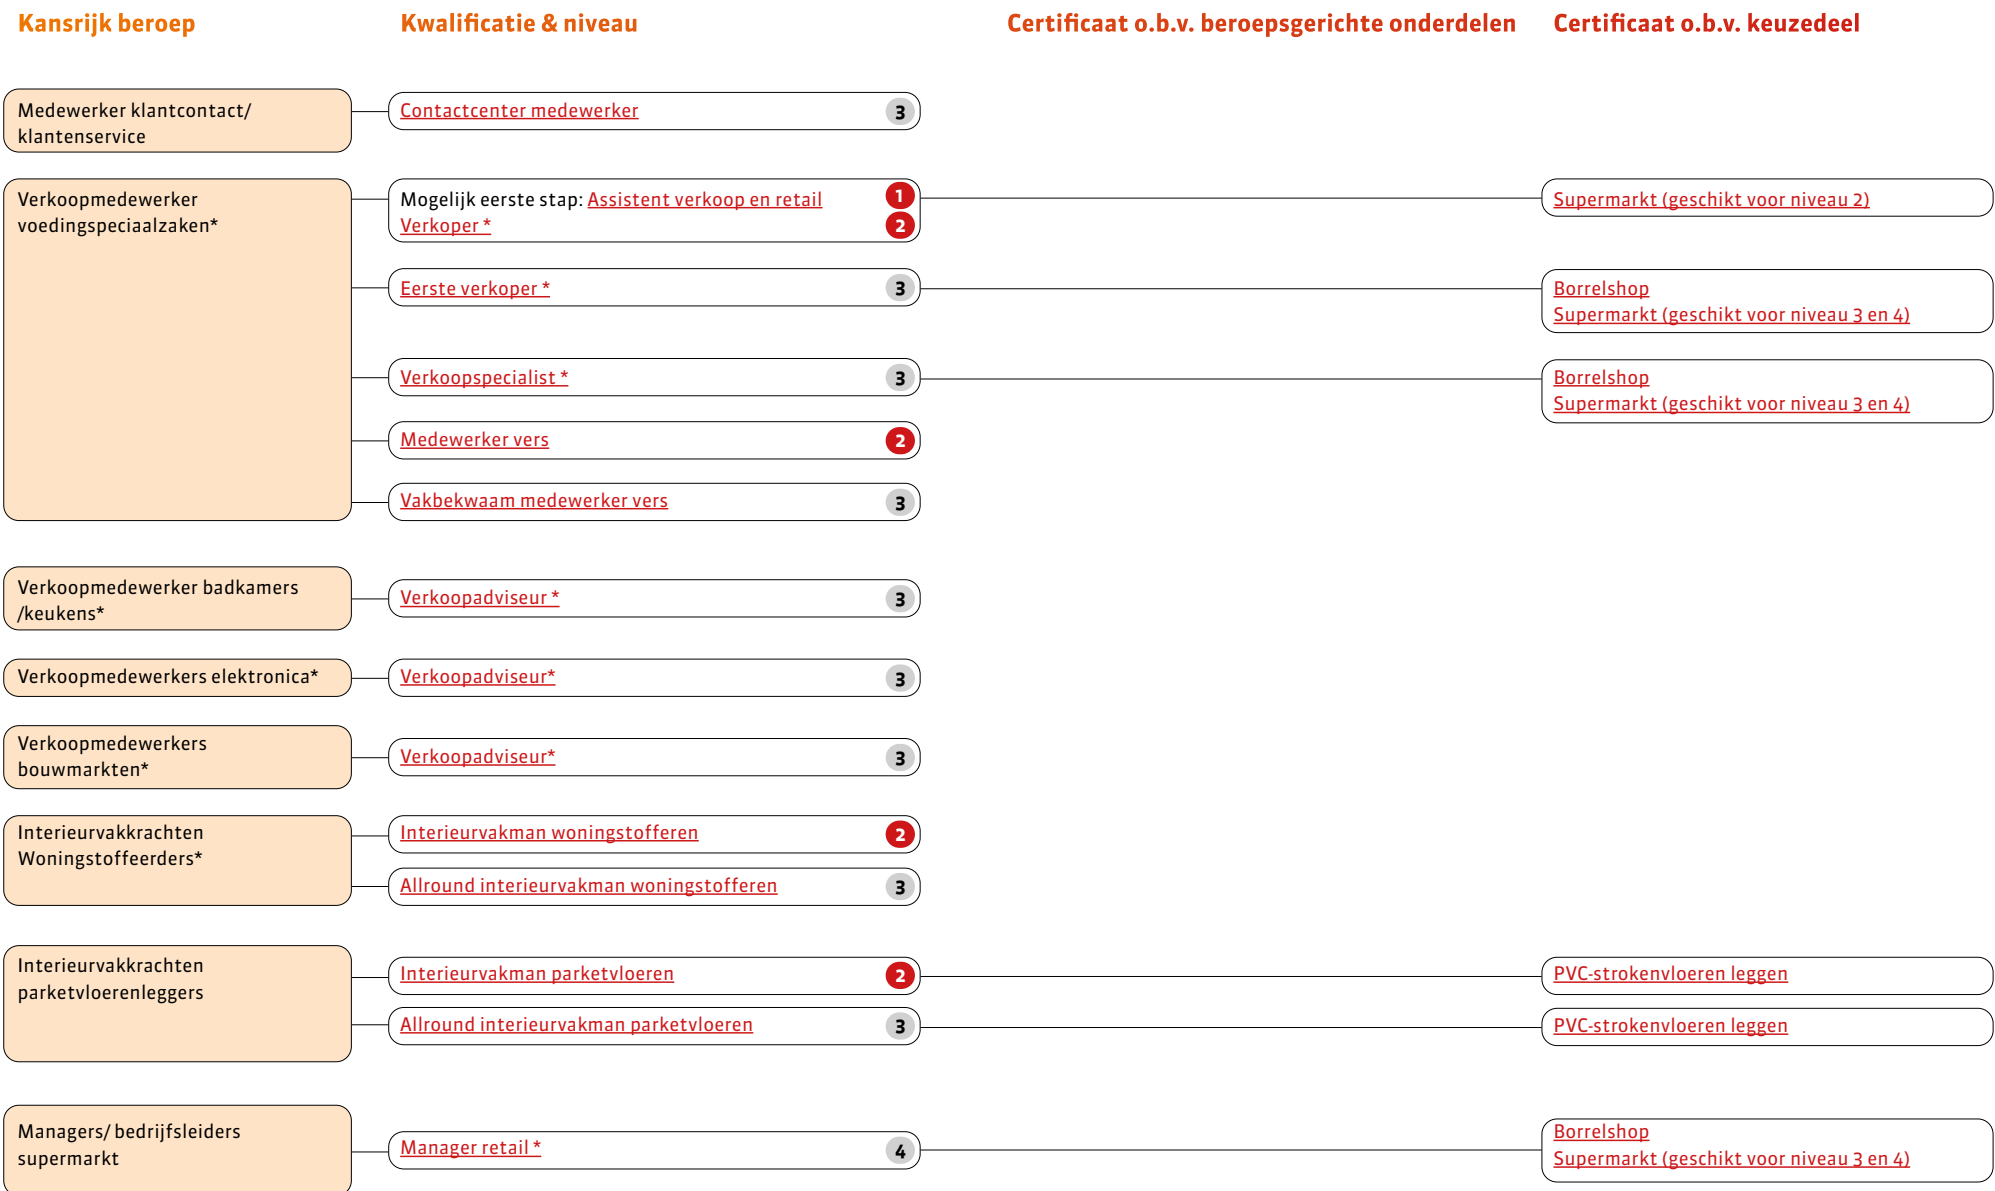 Kansrijk beroep
Kwalificatie & niveau
Certificaat o.b.v. beroepsgerichte onderdelen
Certificaat o.b.v. keuzedeel
Medewerker klantcontact/
klantenservice
Contactcenter medewerker
3
Verkoopmedewerker
voedingspeciaalzaken*
Mogelijk eerste stap: Assistent verkoop en retail
1
Verkoper *
2
Supermarkt (geschikt voor niveau 2)
Eerste verkoper *
3
Borrelshop
Supermarkt (geschikt voor niveau 3 en 4)
Verkoopspecialist *
3
Borrelshop
Supermarkt (geschikt voor niveau 3 en 4)
Medewerker vers
2
Vakbekwaam medewerker vers
3
Verkoopmedewerker badkamers
/keukens*
Verkoopadviseur *
3
Verkoopmedewerkers elektronica*
Verkoopadviseur*
3
Verkoopmedewerkers
bouwmarkten*
Verkoopadviseur*
3
Interieurvakkrachten
Woningstoffeerders*
Interieurvakman woningstofferen
2
Allround interieurvakman woningstofferen
3
Interieurvakkrachten
parketvloerenleggers
Interieurvakman parketvloeren
2
PVC-strokenvloeren leggen
Allround interieurvakman parketvloeren
3
PVC-strokenvloeren leggen
Managers/ bedrijfsleiders
supermarkt
Manager retail *
4
Borrelshop
Supermarkt (geschikt voor niveau 3 en 4)